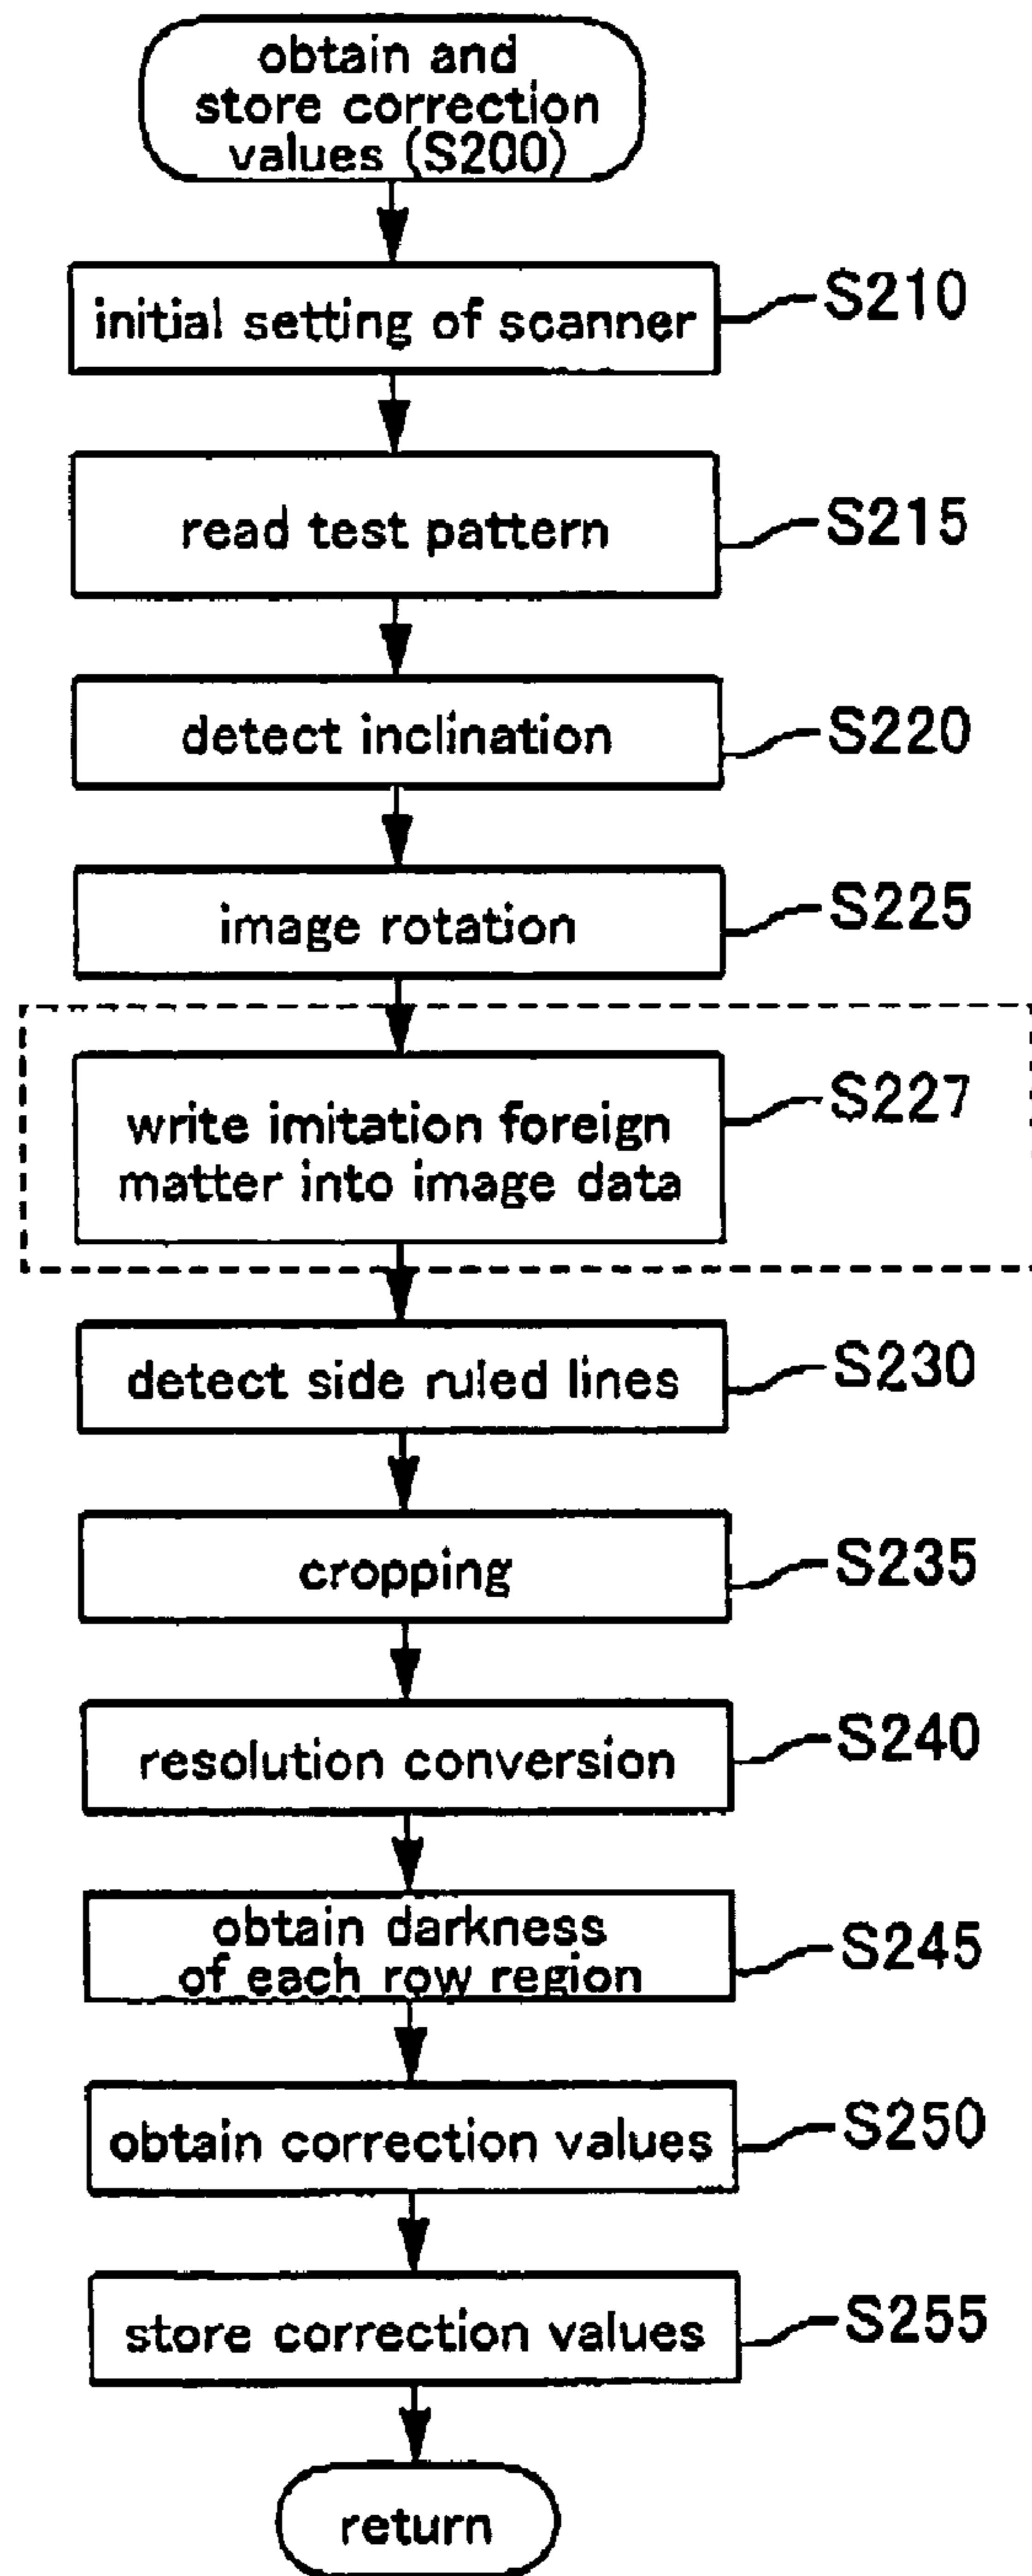 obtain and
store correction
values (S200)
initial setting of scanner
S210
read test pattern
S215
detect inclination
S220
image rotation
S225
write imitation foreign
matter into image data
S227
detect side ruled lines
S230
cropping
S235
resolution conversion
S240
obtain darkness
of each row region
S245
obtain correction values
S250
store correction values
S255
return